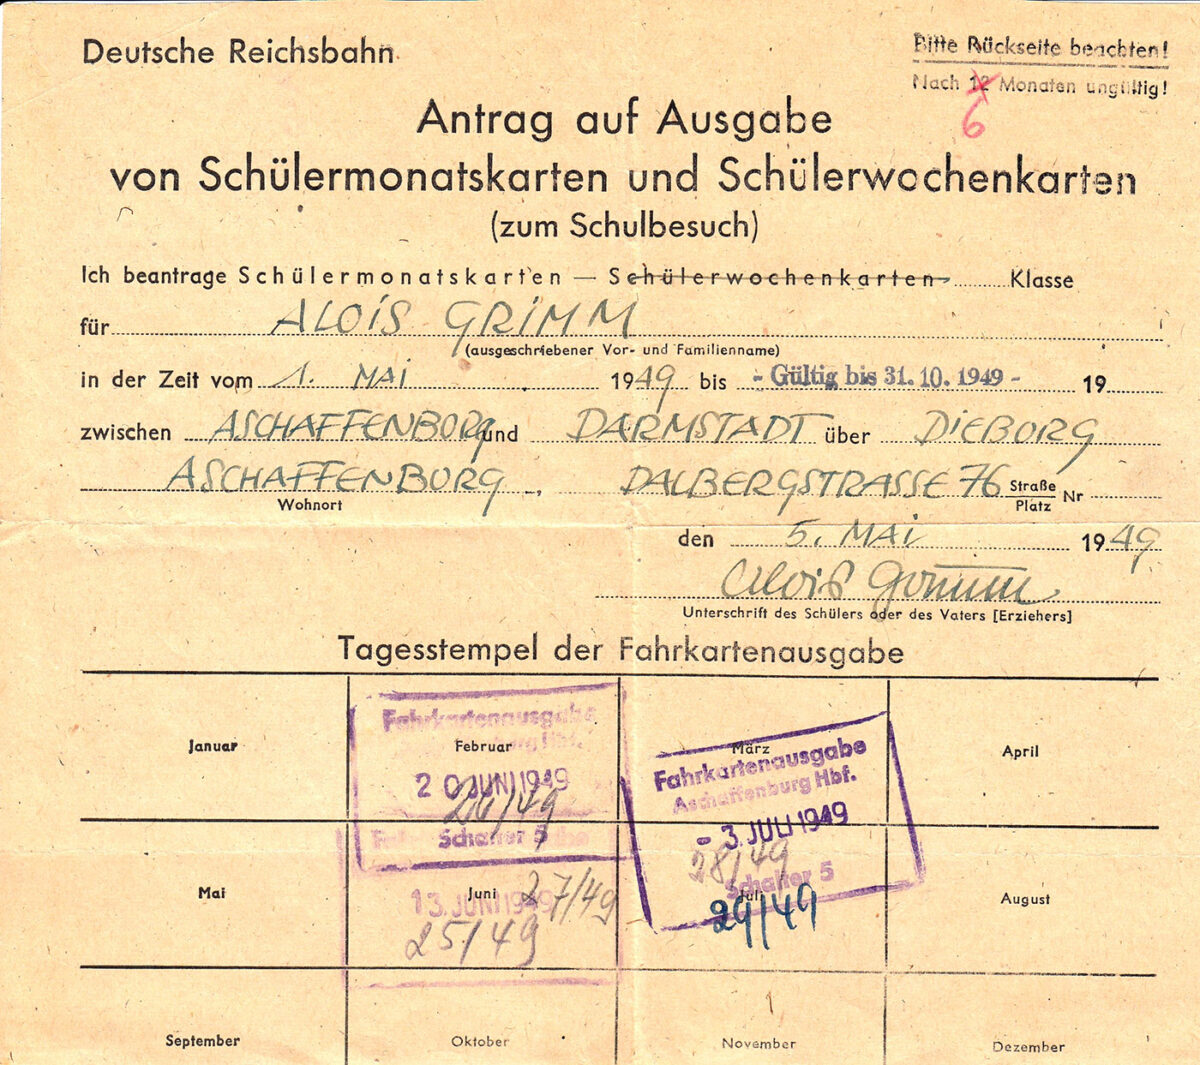 Deutsche Reichsbahn
Bitte Rückseite beachten!
Nach 12 Monaten ungültig!
6
Antrag auf Ausgabe
von Schülermonatskarten und Schülerwochenkarten
(zum Schulbesuch)
Ich beantrage Schülermonatskarten — Schülerwochenkarten Klasse
für ALOIS GRIMM
(ausgeschriebener Vor- und Familienname)
in der Zeit vom 1. MAI 1949 bis - Gültig bis 31. 10. 1949 - 19
zwischen ASCHAFFENBURG und DARMSTADT über DIEBURG
ASCHAFFENBURG DALBERGSTRASSE 76 Straße Nr
Wohnort Platz
den 5. MAI 1949
Alois Grimm
Unterschrift des Schülers oder des Vaters [Erziehers]
Tagesstempel der Fahrkartenausgabe
Januar Februar März April
Fahrkartenausgabe
Aschaffenburg Hbf.
20 JUNI 1949
26/49
Schalter 5
Fahrkartenausgabe
Aschaffenburg Hbf.
- 3. JULI 1949
28/49
Schalter 5
29/49
Mai Juni Juli August
27/49
13. JUNI 1949
25/49
September Oktober November Dezember